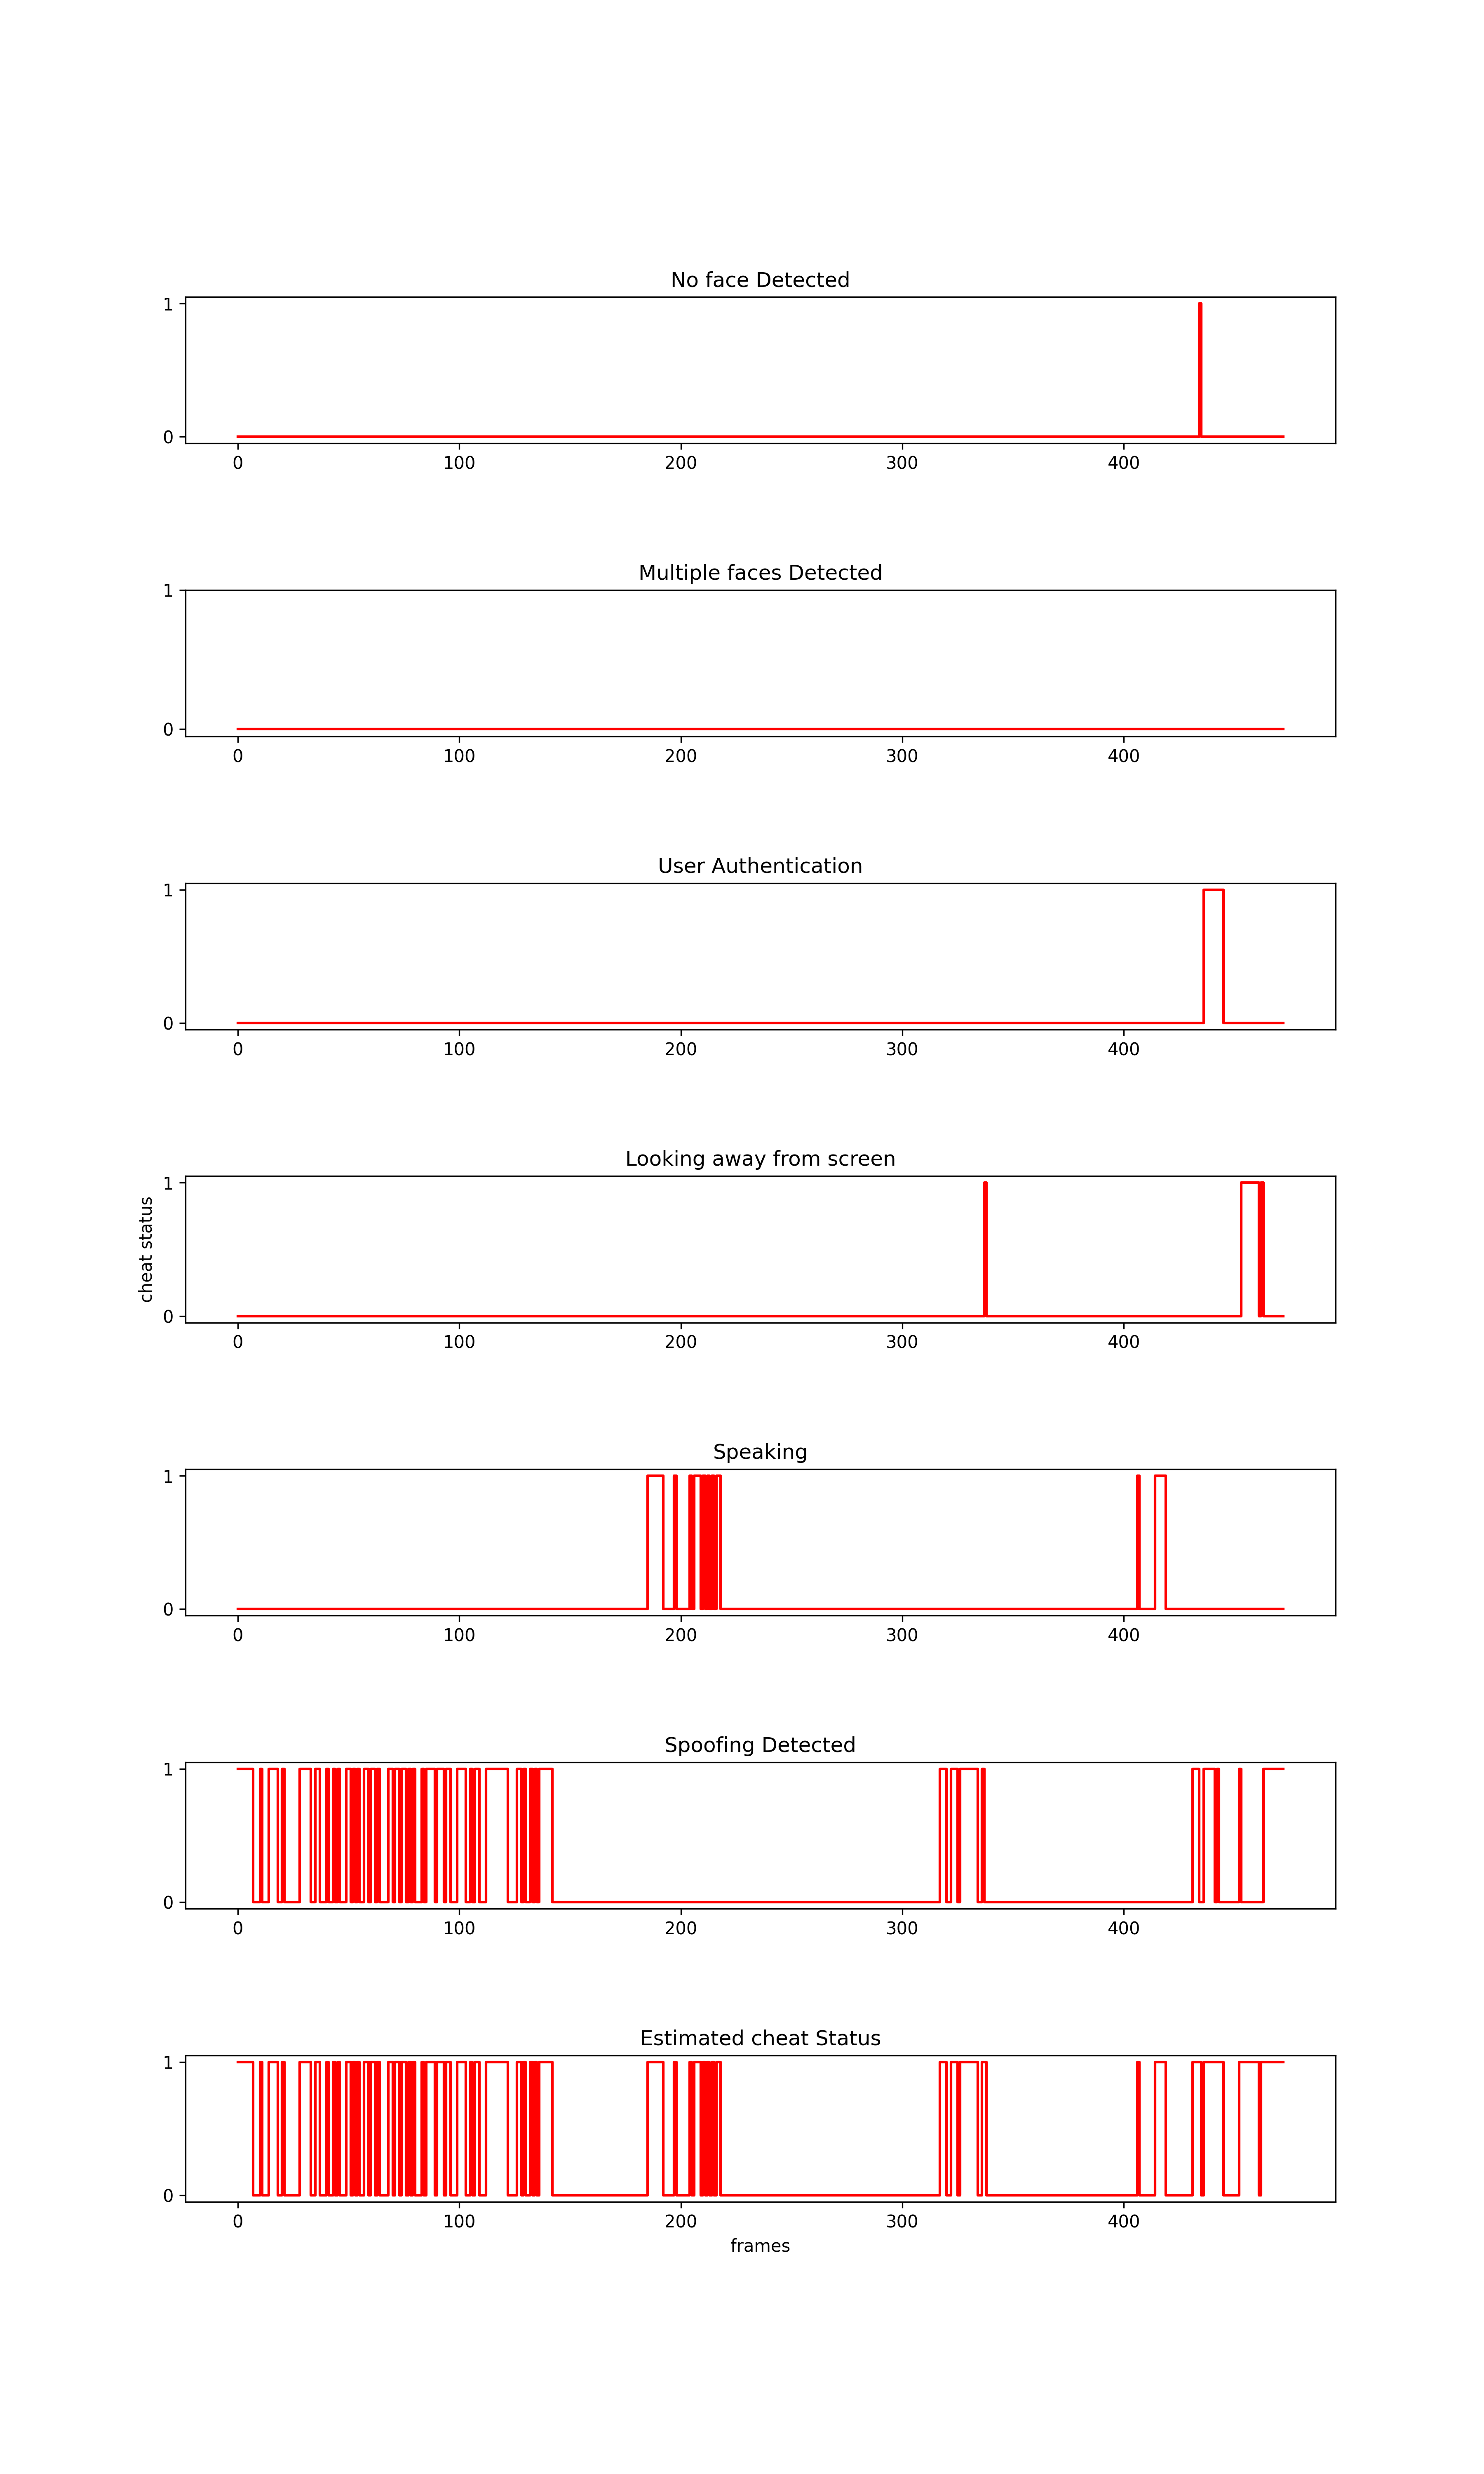 No face Detected
1
0
0 100 200 300 400
Multiple faces Detected
1
0
0 100 200 300 400
User Authentication
1
0
0 100 200 300 400
Looking away from screen
1
cheat status
0
0 100 200 300 400
Speaking
1
0
0 100 200 300 400
Spoofing Detected
1
0
0 100 200 300 400
Estimated cheat Status
1
0
0 100 200 300 400
frames